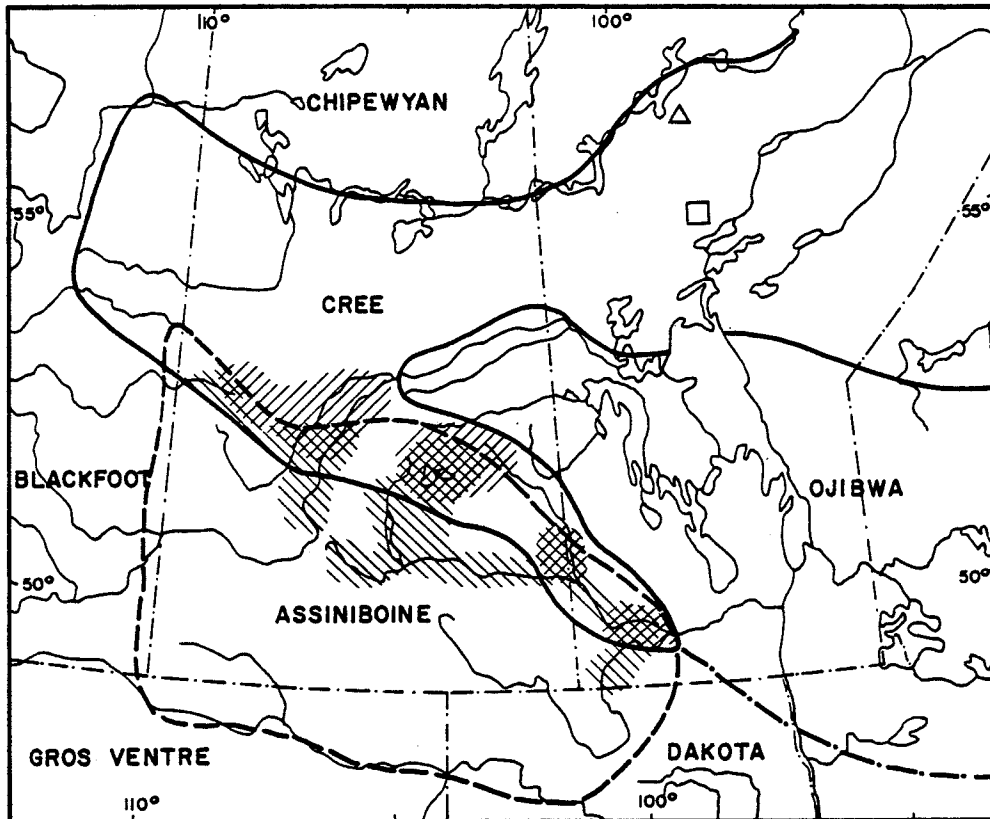 110°
100°
CHIPEWYAN
55°
55°
CREE
BLACKFOOT
OJIBWA
50°
50°
ASSINIBOINE
GROS VENTRE
DAKOTA
110°
100°